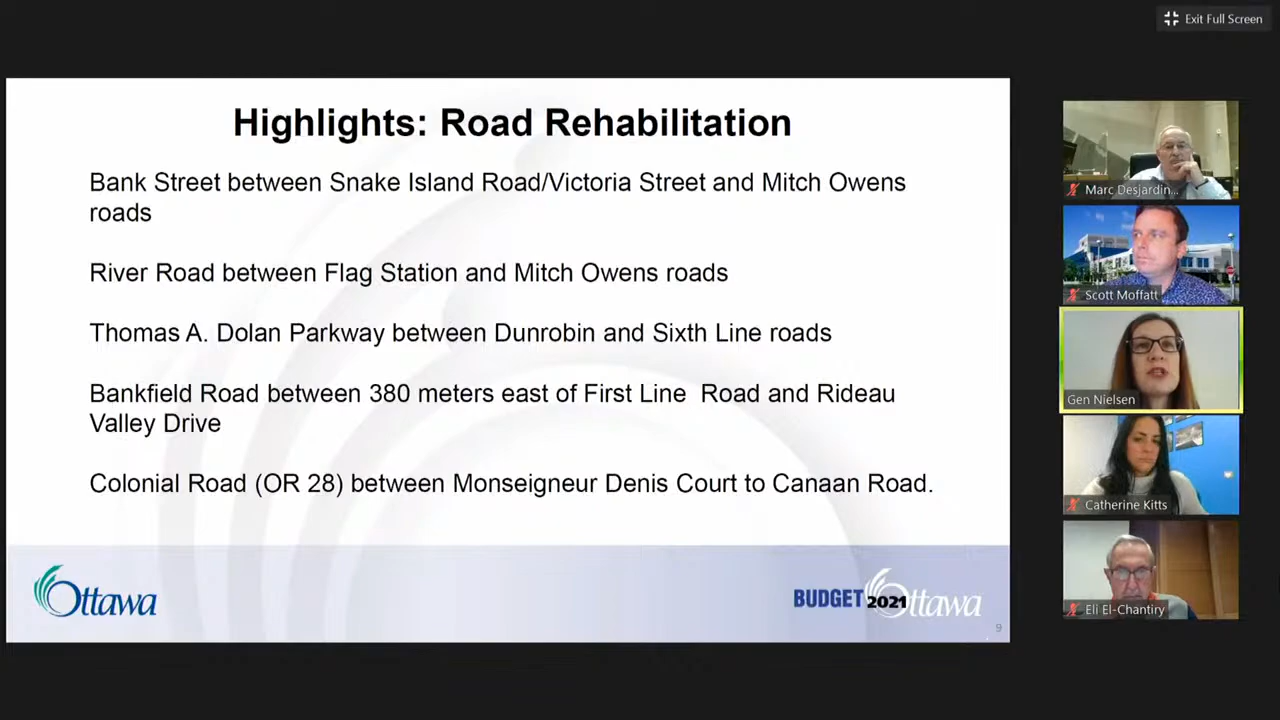 Exit Full Screen
Highlights: Road Rehabilitation
Bank Street between Snake Island Road/Victoria Street and Mitch Owens
roads
River Road between Flag Station and Mitch Owens roads
Thomas A. Dolan Parkway between Dunrobin and Sixth Line roads
Bankfield Road between 380 meters east of First Line  Road and Rideau
Valley Drive
Colonial Road (OR 28) between Monseigneur Denis Court to Canaan Road.
Ottawa
BUDGET 2021 Ottawa
9
Marc Desjardin...
Scott Moffatt
Gen Nielsen
Catherine Kitts
Eli El-Chantiry